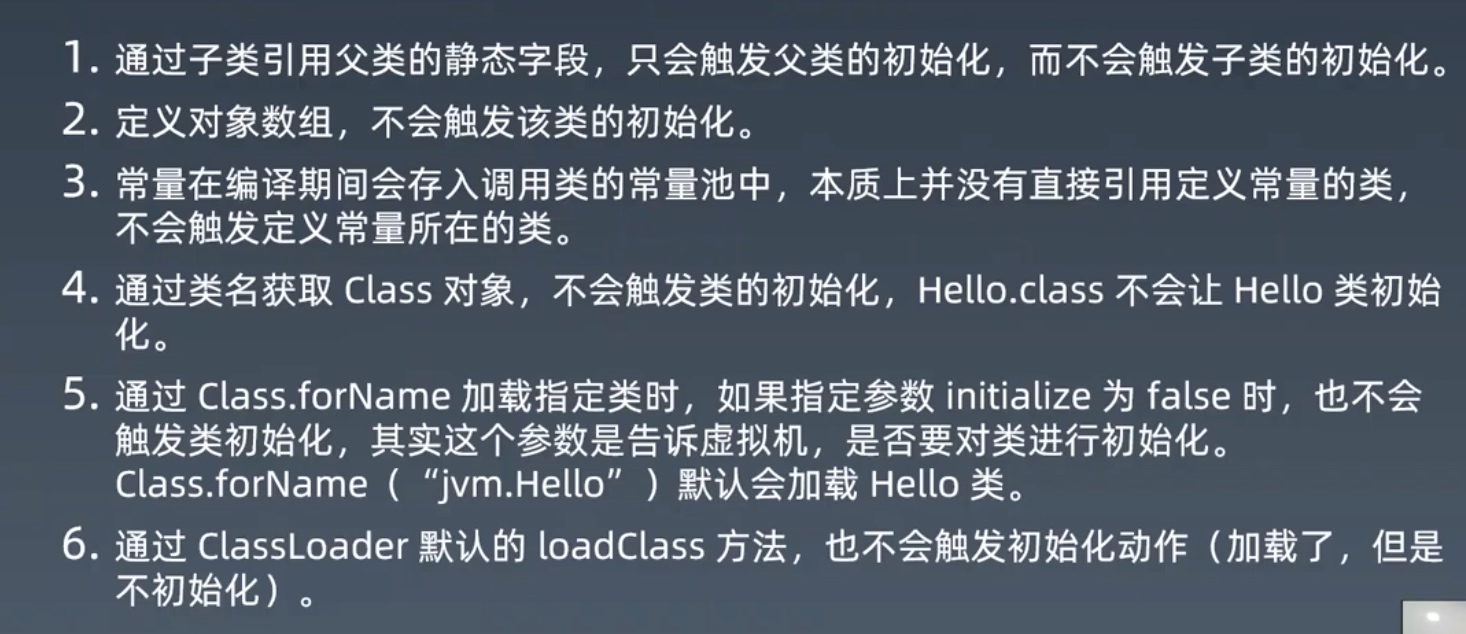 1. 通过子类引用父类的静态字段，只会触发父类的初始化，而不会触发子类的初始化。
2. 定义对象数组，不会触发该类的初始化。
3. 常量在编译期间会存入调用类的常量池中，本质上并没有直接引用定义常量的类，
不会触发定义常量所在的类。
4. 通过类名获取 Class 对象，不会触发类的初始化，Hello.class 不会让 Hello 类初始
化。
5. 通过 Class.forName 加载指定类时，如果指定参数 initialize 为 false 时，也不会
触发类初始化，其实这个参数是告诉虚拟机，是否要对类进行初始化。
Class.forName（ “jvm.Hello” ）默认会加载 Hello 类。
6. 通过 ClassLoader 默认的 loadClass 方法，也不会触发初始化动作（加载了，但是
不初始化）。